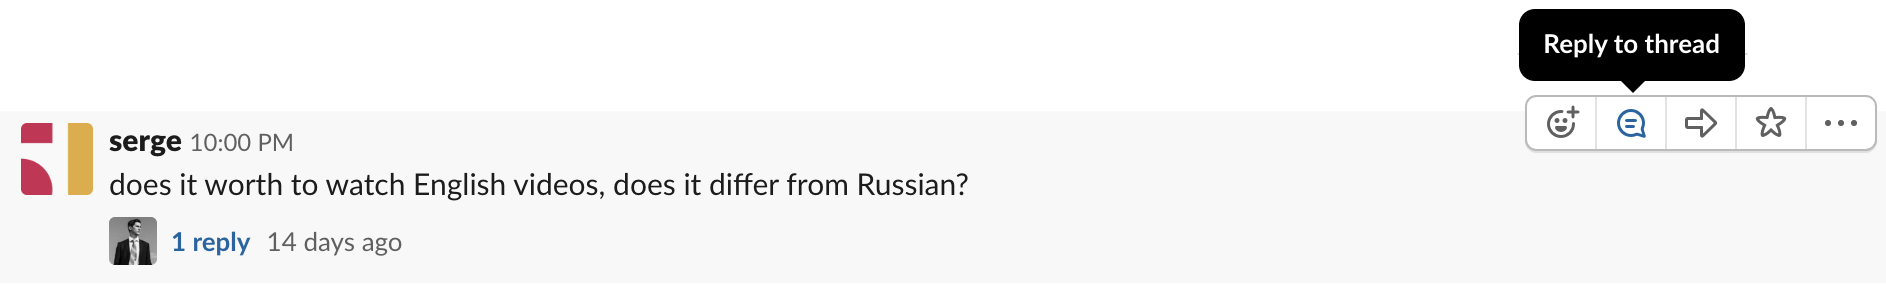 Reply to thread
serge 10:00 PM
does it worth to watch English videos, does it differ from Russian?
1 reply 14 days ago